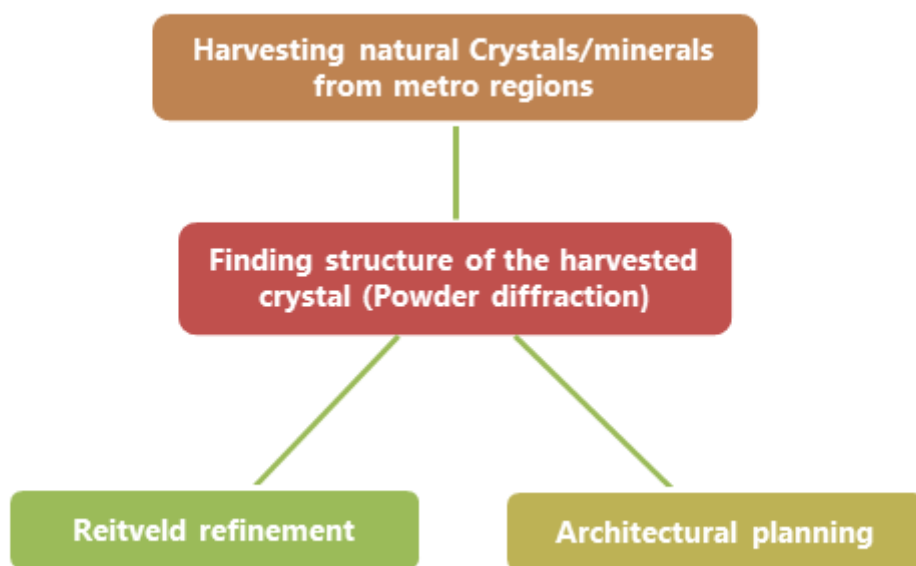 Harvesting natural Crystals/minerals
from metro regions
Finding structure of the harvested
crystal (Powder diffraction)
Reitveld refinement
Architectural planning